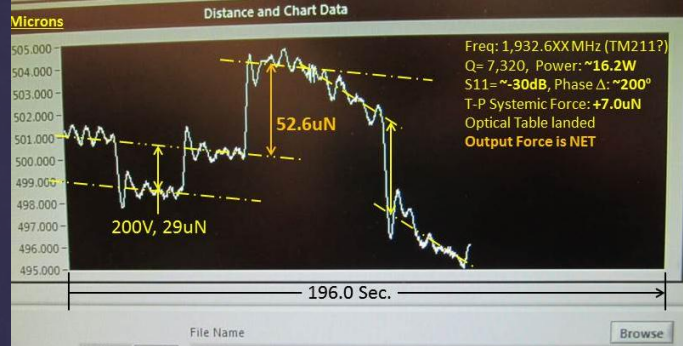 Distance and Chart Data
Microns
505.000
504.000
503.000
502.000
501.000
500.000
499.000
498.000
497.000
496.000
495.000
Freq: 1,932.6XX MHz (TM211?)
Q= 7,320, Power: ~16.2W
S11= ~-30dB, Phase Δ: ~200°
T-P Systemic Force: +7.0uN
Optical Table landed
Output Force is NET
52.6uN
200V, 29uN
196.0 Sec.
File Name
Browse